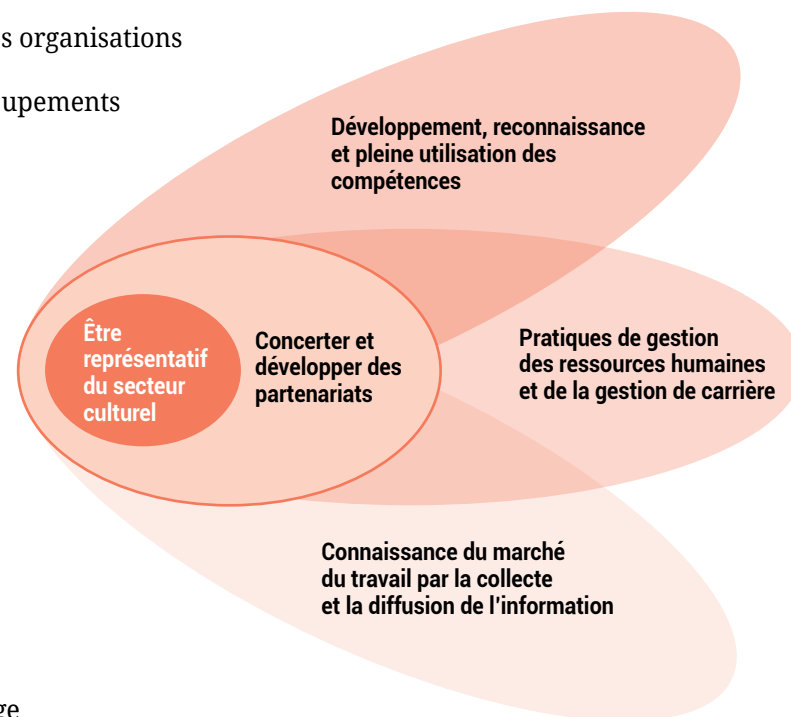 s organisations
upements
Développement, reconnaissance
et pleine utilisation des
compétences
Être
représentatif
du secteur
culturel
Concerter et
développer des
partenariats
Pratiques de gestion
des ressources humaines
et de la gestion de carrière
Connaissance du marché
du travail par la collecte
et la diffusion de l'information
ge